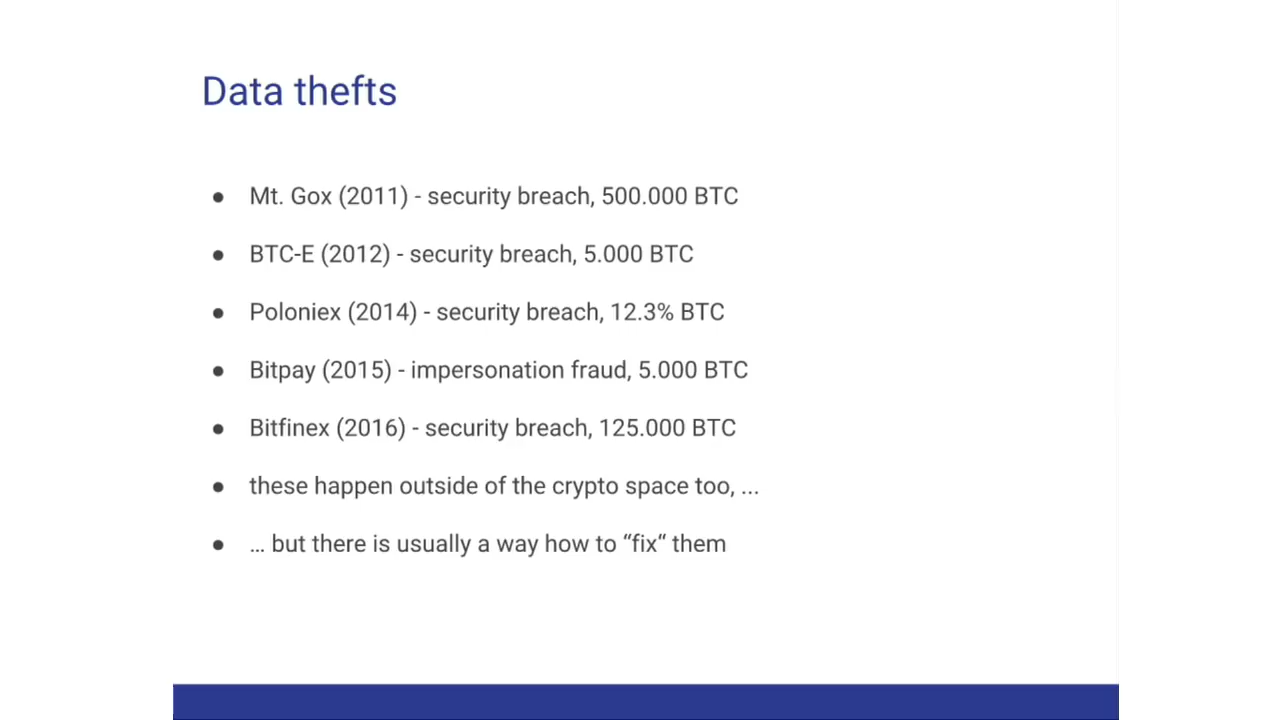 Data thefts
● Mt. Gox (2011) - security breach, 500.000 BTC
● BTC-E (2012) - security breach, 5.000 BTC
● Poloniex (2014) - security breach, 12.3% BTC
● Bitpay (2015) - impersonation fraud, 5.000 BTC
● Bitfinex (2016) - security breach, 125.000 BTC
● these happen outside of the crypto space too, ...
● … but there is usually a way how to “fix“ them